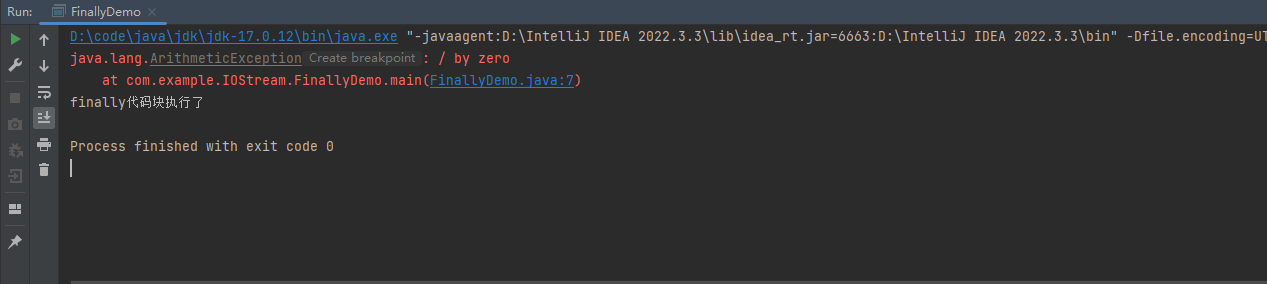 Run: FinallyDemo
D:\code\java\jdk\jdk-17.0.12\bin\java.exe "-javaagent:D:\IntelliJ IDEA 2022.3.3\lib\idea_rt.jar=6663:D:\IntelliJ IDEA 2022.3.3\bin" -Dfile.encoding=UT
java.lang.ArithmeticException Create breakpoint : / by zero
at com.example.IOStream.FinallyDemo.main(FinallyDemo.java:7)
finally代码块执行了
Process finished with exit code 0